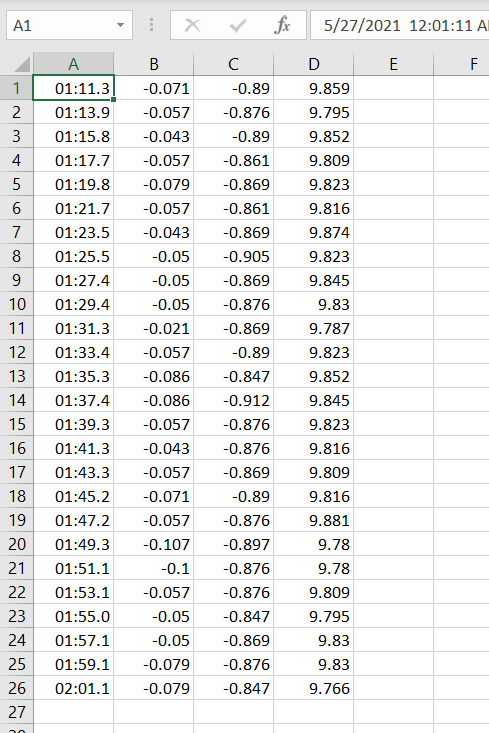 A1 fx 5/27/2021 12:01:11 A
A B C D E F
1 01:11.3 -0.071 -0.89 9.859
2 01:13.9 -0.057 -0.876 9.795
3 01:15.8 -0.043 -0.89 9.852
4 01:17.7 -0.057 -0.861 9.809
5 01:19.8 -0.079 -0.869 9.823
6 01:21.7 -0.057 -0.861 9.816
7 01:23.5 -0.043 -0.869 9.874
8 01:25.5 -0.05 -0.905 9.823
9 01:27.4 -0.05 -0.869 9.845
10 01:29.4 -0.05 -0.876 9.83
11 01:31.3 -0.021 -0.869 9.787
12 01:33.4 -0.057 -0.89 9.823
13 01:35.3 -0.086 -0.847 9.852
14 01:37.4 -0.086 -0.912 9.845
15 01:39.3 -0.057 -0.876 9.823
16 01:41.3 -0.043 -0.876 9.816
17 01:43.3 -0.057 -0.869 9.809
18 01:45.2 -0.071 -0.89 9.816
19 01:47.2 -0.057 -0.876 9.881
20 01:49.3 -0.107 -0.897 9.78
21 01:51.1 -0.1 -0.876 9.78
22 01:53.1 -0.057 -0.876 9.809
23 01:55.0 -0.05 -0.847 9.795
24 01:57.1 -0.05 -0.869 9.83
25 01:59.1 -0.079 -0.876 9.83
26 02:01.1 -0.079 -0.847 9.766
27